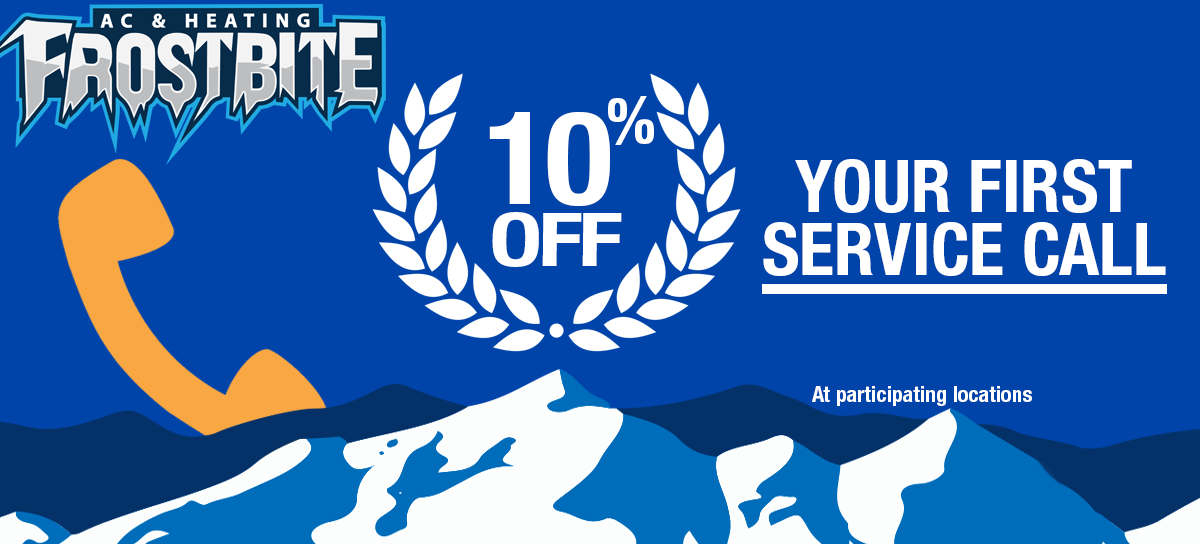 AC & HEATING
FROSTBITE
10%
OFF
YOUR FIRST
SERVICE CALL
At participating locations